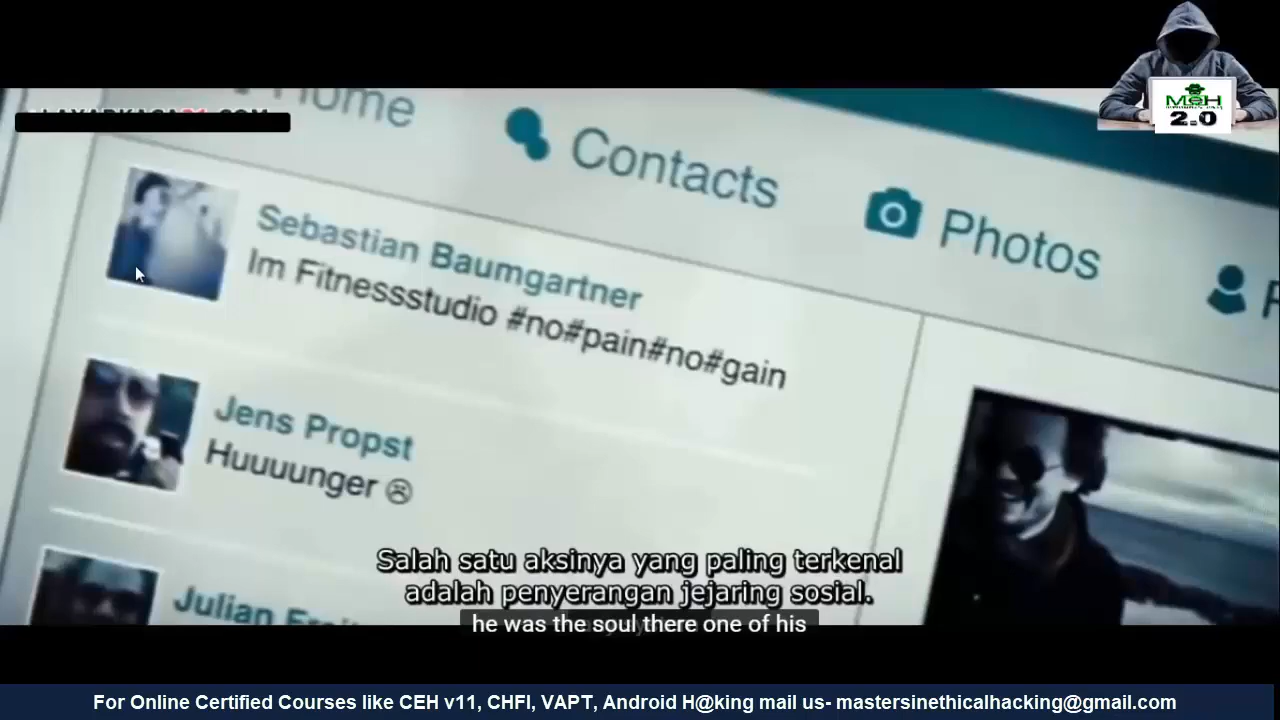 Home
Contacts
Photos
Sebastian Baumgartner
Im Fitnessstudio #no#pain#no#gain
Jens Propst
Huuuunger ☹
Julian
MEH
2.0
Salah satu aksinya yang paling terkenal
adalah penyerangan jejaring sosial.
he was the soul there one of his
For Online Certified Courses like CEH v11, CHFI, VAPT, Android H@king mail us- mastersinethicalhacking@gmail.com